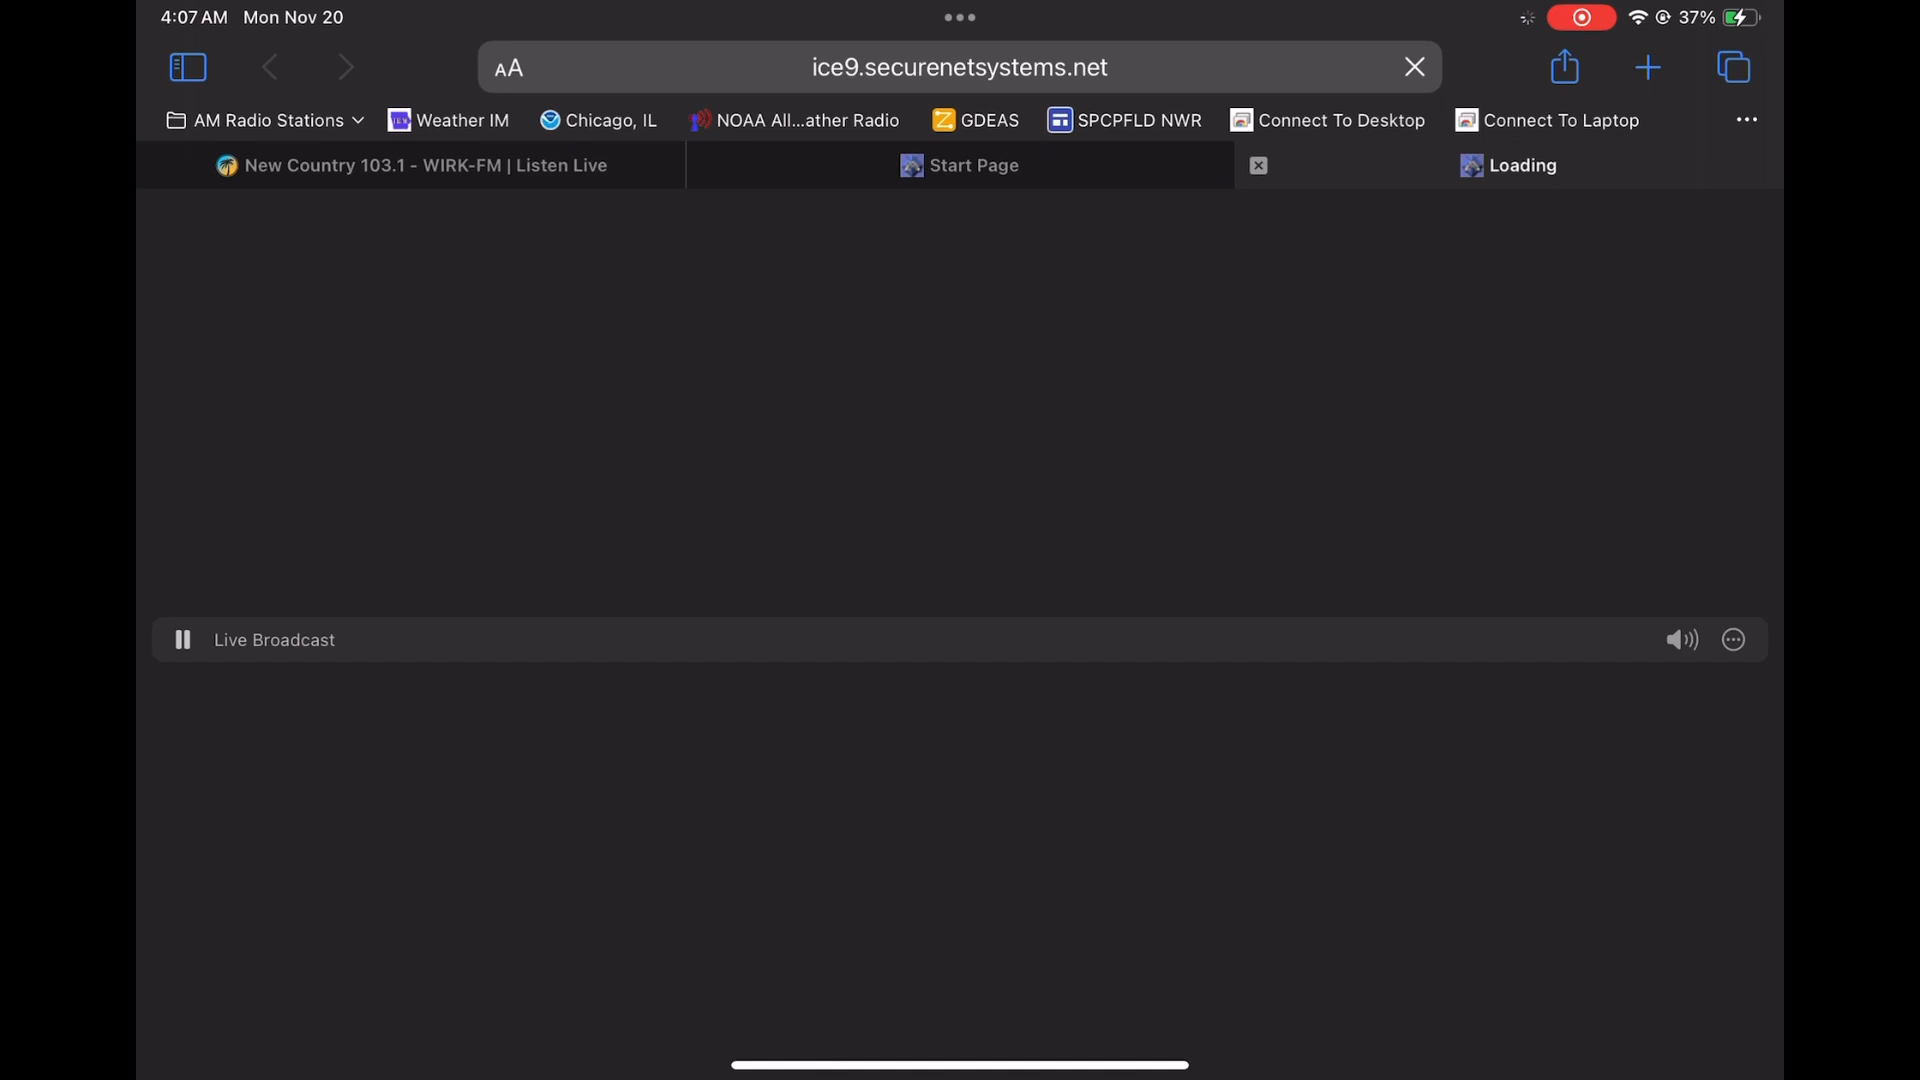 4:07 AM Mon Nov 20
37%
AA
ice9.securenetsystems.net
AM Radio Stations
Weather IM
Chicago, IL
NOAA All...ather Radio
GDEAS
SPCPFLD NWR
Connect To Desktop
Connect To Laptop
New Country 103.1 - WIRK-FM | Listen Live
Start Page
Loading
Live Broadcast